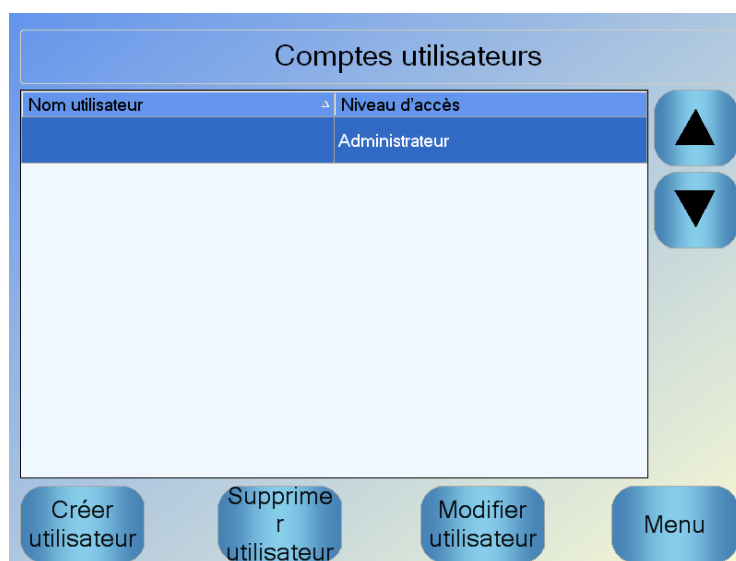 Comptes utilisateurs
Nom utilisateur
Niveau d'accès
Administrateur
Créer
utilisateur
Supprime
r
utilisateur
Modifier
utilisateur
Menu